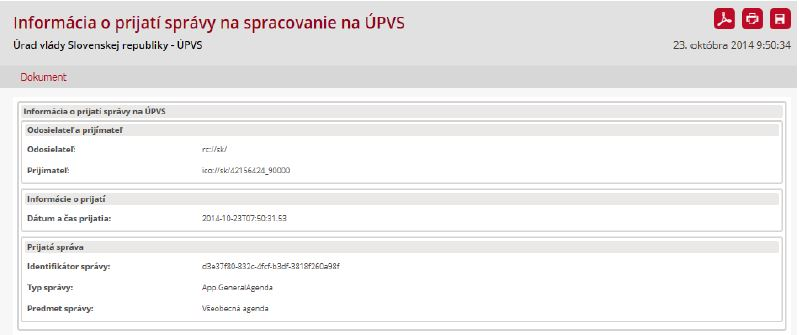 Informácia o prijatí správy na spracovanie na ÚPVS
Úrad vlády Slovenskej republiky - ÚPVS
23. októbra 2014 9:50:34
Dokument
Informácia o prijatí správy na ÚPVS
Odosielateľ a prijímateľ
Odosielateľ: rc://sk/
Prijímateľ: ico://sk/42156424_90000
Informácie o prijatí
Dátum a čas prijatia: 2014-10-23T07:50:31.53
Prijatá správa
Identifikátor správy: d3e37f80-832c-4fcf-b3df-3818f260a98f
Typ správy: App.GeneralAgenda
Predmet správy: Všeobecná agenda